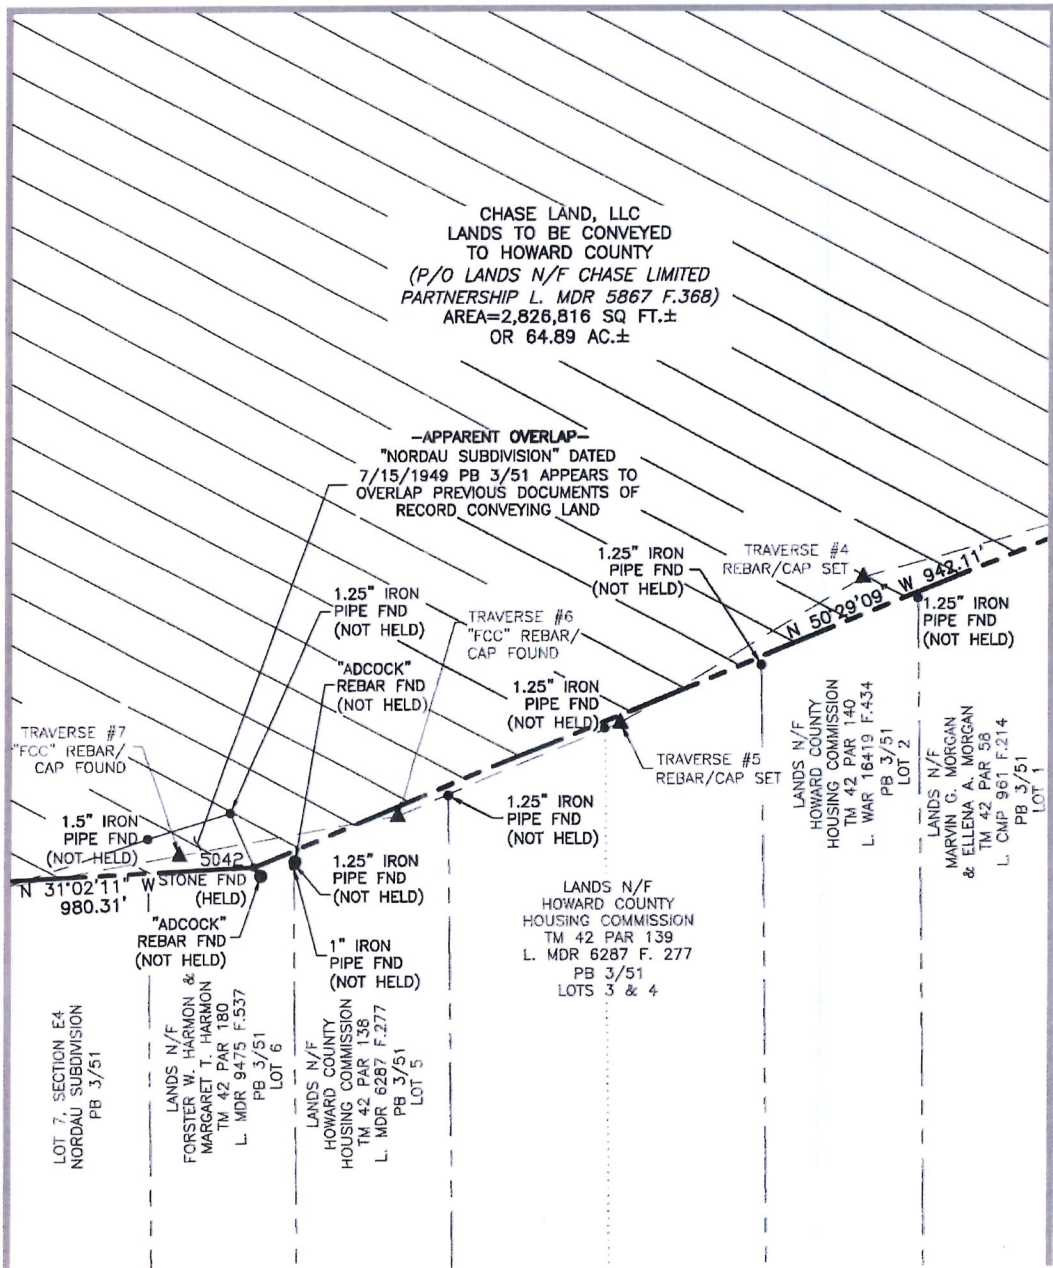 CHASE LAND, LLC
LANDS TO BE CONVEYED
TO HOWARD COUNTY
(P/O LANDS N/F CHASE LIMITED
PARTNERSHIP L. MDR 5867 F.368)
AREA=2,826,816 SQ FT.±
OR 64.89 AC.±
-APPARENT OVERLAP-
"NORDAU SUBDIVISION" DATED
7/15/1949 PB 3/51 APPEARS TO
OVERLAP PREVIOUS DOCUMENTS OF
RECORD CONVEYING LAND
1.25" IRON
PIPE FND
(NOT HELD)
TRAVERSE #4
REBAR/CAP SET
N 50°29'09" W 942.11'
1.25" IRON
PIPE FND
(NOT HELD)
1.25" IRON
PIPE FND
(NOT HELD)
TRAVERSE #6
"FCC" REBAR/
CAP FOUND
"ADCOCK"
REBAR FND
(NOT HELD)
1.25" IRON
PIPE FND
(NOT HELD)
TRAVERSE #5
REBAR/CAP SET
TRAVERSE #7
"FCC" REBAR/
CAP FOUND
1.5" IRON
PIPE FND
(NOT HELD)
1.25" IRON
PIPE FND
(NOT HELD)
5042
STONE FND
(HELD)
N 31°02'11" W
980.31'
1.25" IRON
PIPE FND
(NOT HELD)
"ADCOCK"
REBAR FND
(NOT HELD)
1" IRON
PIPE FND
(NOT HELD)
LOT 7, SECTION E4
NORDAU SUBDIVISION
PB 3/51
LANDS N/F
FORSTER W. HARMON &
MARGARET T. HARMON
TM 42 PAR 180
L. MDR 9475 F.537
PB 3/51
LOT 6
LANDS N/F
HOWARD COUNTY
HOUSING COMMISSION
TM 42 PAR 138
L. MDR 6287 F.277
PB 3/51
LOT 5
LANDS N/F
HOWARD COUNTY
HOUSING COMMISSION
TM 42 PAR 139
L. MDR 6287 F. 277
PB 3/51
LOTS 3 & 4
LANDS N/F
HOWARD COUNTY
HOUSING COMMISSION
TM 42 PAR 140
L. WAR 16419 F.434
PB 3/51
LOT 2
LANDS N/F
MARVIN G. MORGAN
& ELLENA A. MORGAN
TM 42 PAR 58
L. CMP 961 F.214
PB 3/51
LOT 1